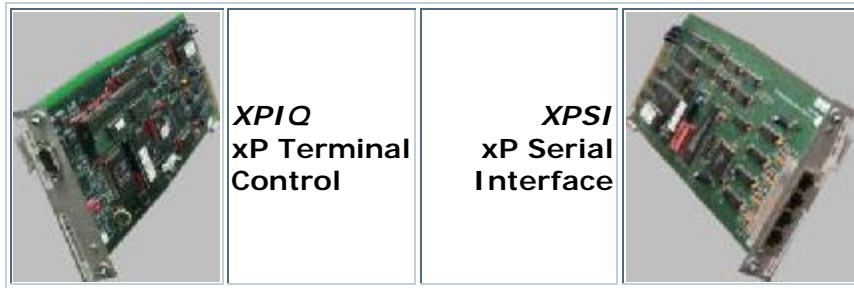 XPIQ
xP Terminal
Control
XPSI
xP Serial
Interface